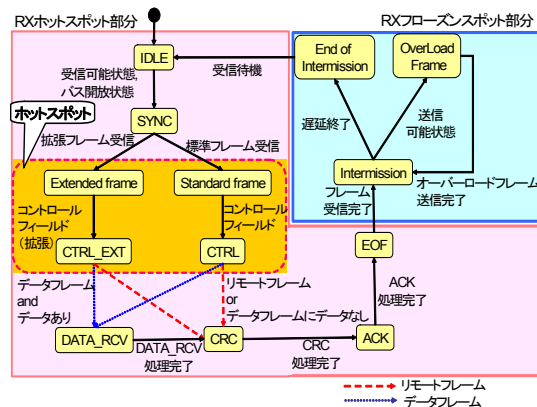 RXホットスポット部分
RXフローズンスポット部分
IDLE
End of
Intermission
OverLoad
Frame
受信待機
受信可能状態,
バス開放状態
ホットスポット
SYNC
遅延終了
送信
可能状態
拡張フレーム受信
標準フレーム受信
Extended frame
Standard frame
Intermission
コントロール
フィールド
(拡張)
コントロール
フィールド
フレーム
受信完了
オーバーロードフレーム
送信完了
CTRL_EXT
CTRL
EOF
データフレーム
and
データあり
リモートフレーム
or
データフレームにデータなし
ACK
処理完了
DATA_RCV
DATA_RCV
処理完了
CRC
CRC
処理完了
ACK
リモートフレーム
データフレーム